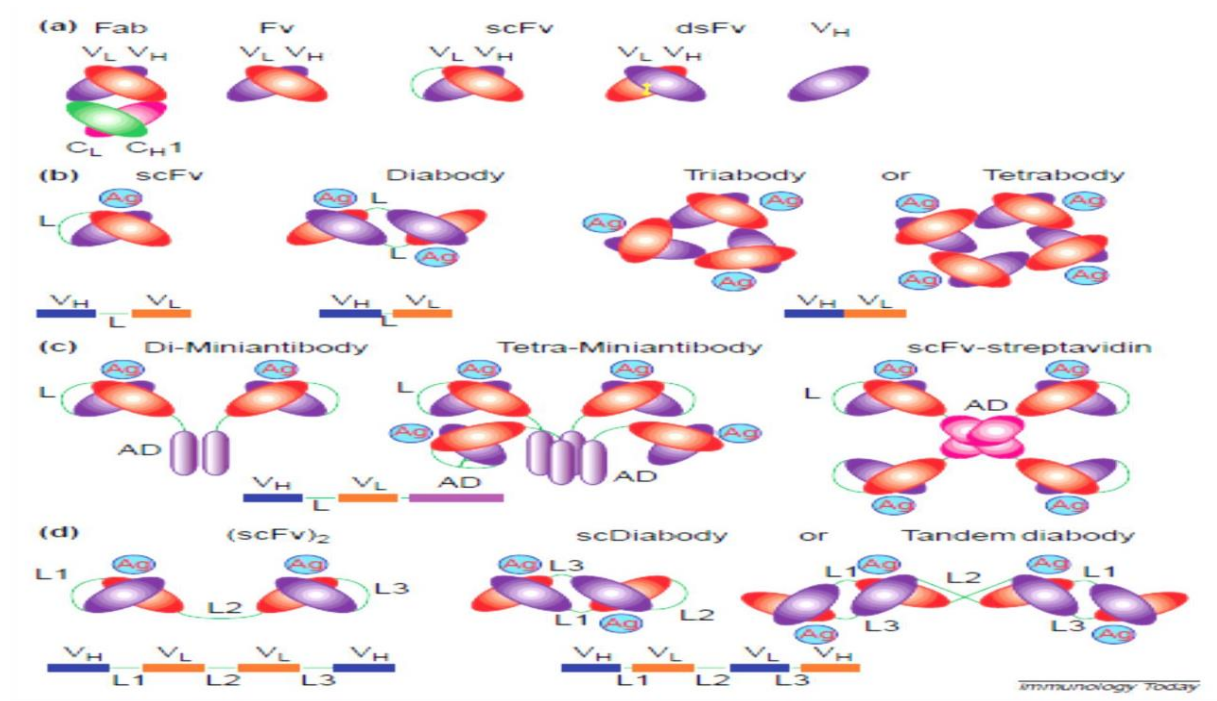 (a) Fab Fv scFv dsFv VH
VL VH VL VH VL VH VL VH
CL CH1
(b) scFv Diabody Triabody or Tetrabody
Ag Ag Ag Ag Ag Ag
L L
L Ag Ag Ag Ag
VH VL VH VL VH VL
L L
(c) Di-Miniantibody Tetra-Miniantibody scFv-streptavidin
Ag Ag Ag Ag Ag Ag
L L L
AD
Ag Ag
AD AD
VH VL AD
L
Ag Ag
(d) (scFv)2 scDiabody or Tandem diabody
Ag Ag Ag L3 Ag Ag
L1 L3 L1 L2 L1
L2 L1 Ag L2 L3 L3
Ag Ag
VH VL VL VH VH VL VL VH
L1 L2 L3 L1 L2 L3
Immunology Today